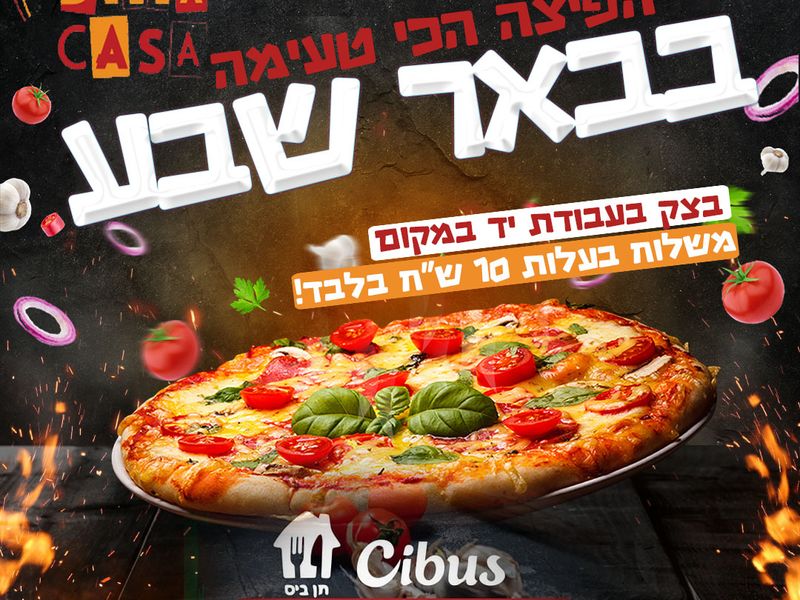 CASA
הפיצה הכי טעימה
בבאר שבע
בצק בעבודת יד במקום
משלוח בעלות 10 ש"ח בלבד!
תן ביס
Cibus